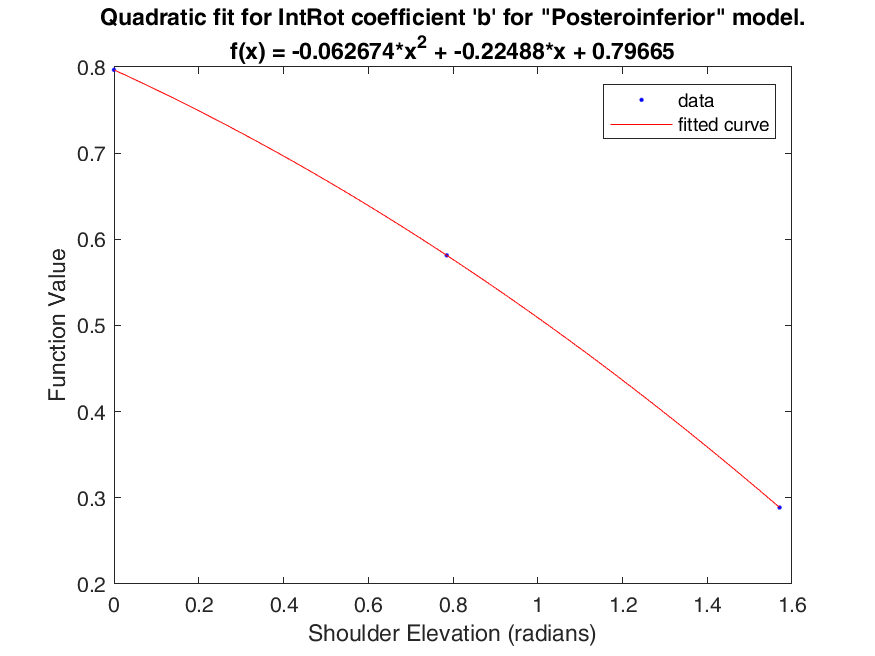 Quadratic fit for IntRot coefficient 'b' for "Posteroinferior" model.
f(x) = -0.062674*x² + -0.22488*x + 0.79665
data
fitted curve
0.8
0.7
0.6
0.5
0.4
0.3
0.2
Function Value
0 0.2 0.4 0.6 0.8 1 1.2 1.4 1.6
Shoulder Elevation (radians)